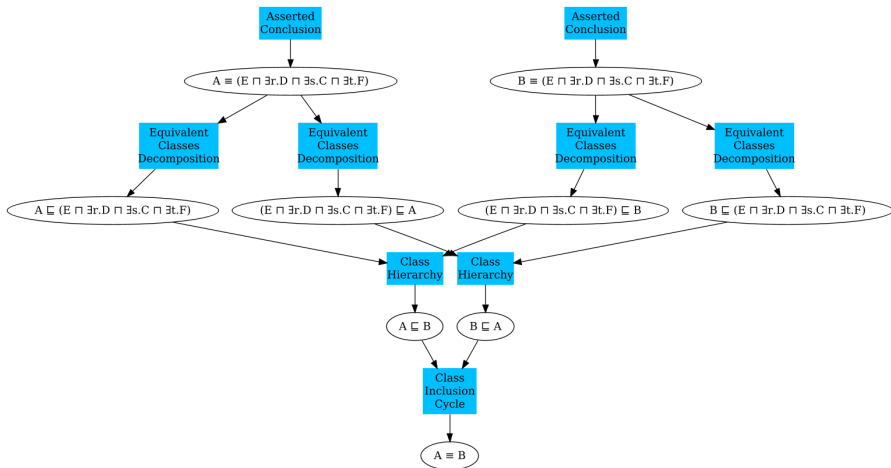 Asserted
Conclusion
Asserted
Conclusion
A ≡ (E ⊓ ∃r.D ⊓ ∃s.C ⊓ ∃t.F)
B ≡ (E ⊓ ∃r.D ⊓ ∃s.C ⊓ ∃t.F)
Equivalent
Classes
Decomposition
Equivalent
Classes
Decomposition
Equivalent
Classes
Decomposition
Equivalent
Classes
Decomposition
A ⊑ (E ⊓ ∃r.D ⊓ ∃s.C ⊓ ∃t.F)
(E ⊓ ∃r.D ⊓ ∃s.C ⊓ ∃t.F) ⊑ A
(E ⊓ ∃r.D ⊓ ∃s.C ⊓ ∃t.F) ⊑ B
B ⊑ (E ⊓ ∃r.D ⊓ ∃s.C ⊓ ∃t.F)
Class
Hierarchy
Class
Hierarchy
A ⊑ B
B ⊑ A
Class
Inclusion
Cycle
A ≡ B